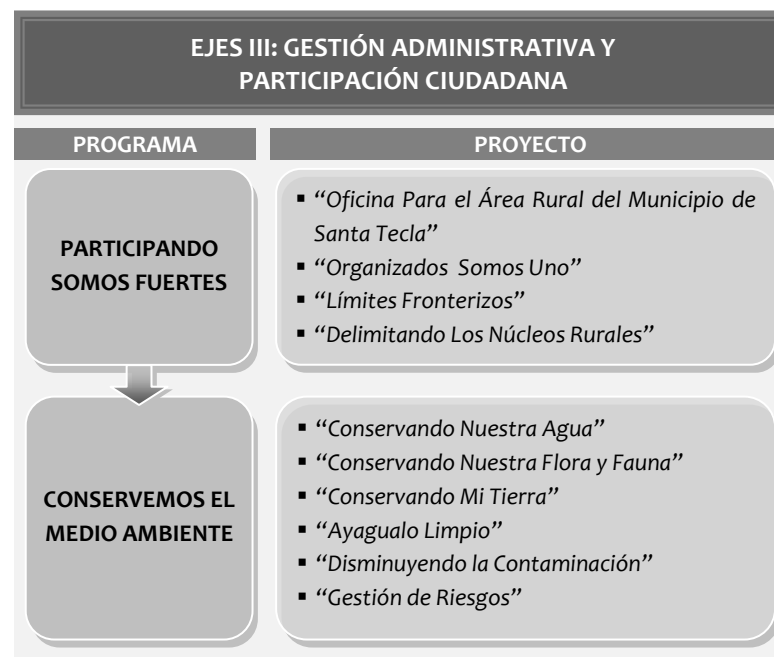 EJES III: GESTIÓN ADMINISTRATIVA Y
PARTICIPACIÓN CIUDADANA
PROGRAMA
PROYECTO
PARTICIPANDO
SOMOS FUERTES
▪ “Oficina Para el Área Rural del Municipio de
Santa Tecla”
▪ “Organizados Somos Uno”
▪ “Límites Fronterizos”
▪ “Delimitando Los Núcleos Rurales”
CONSERVEMOS EL
MEDIO AMBIENTE
▪ “Conservando Nuestra Agua”
▪ “Conservando Nuestra Flora y Fauna”
▪ “Conservando Mi Tierra”
▪ “Ayagualo Limpio”
▪ “Disminuyendo la Contaminación”
▪ “Gestión de Riesgos”